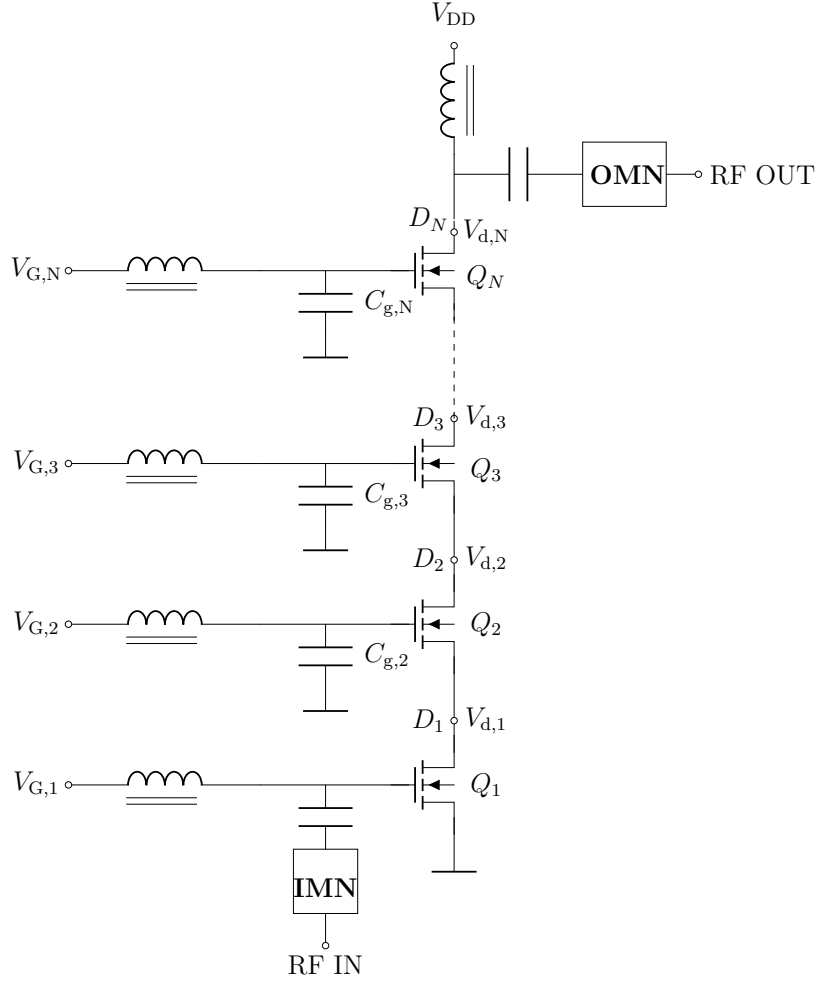 V_DD
OMN RF OUT
D_N V_d,N
V_G,N Q_N
C_g,N
D_3 V_d,3
V_G,3 Q_3
C_g,3
D_2 V_d,2
V_G,2 Q_2
C_g,2
D_1 V_d,1
V_G,1 Q_1
IMN
RF IN